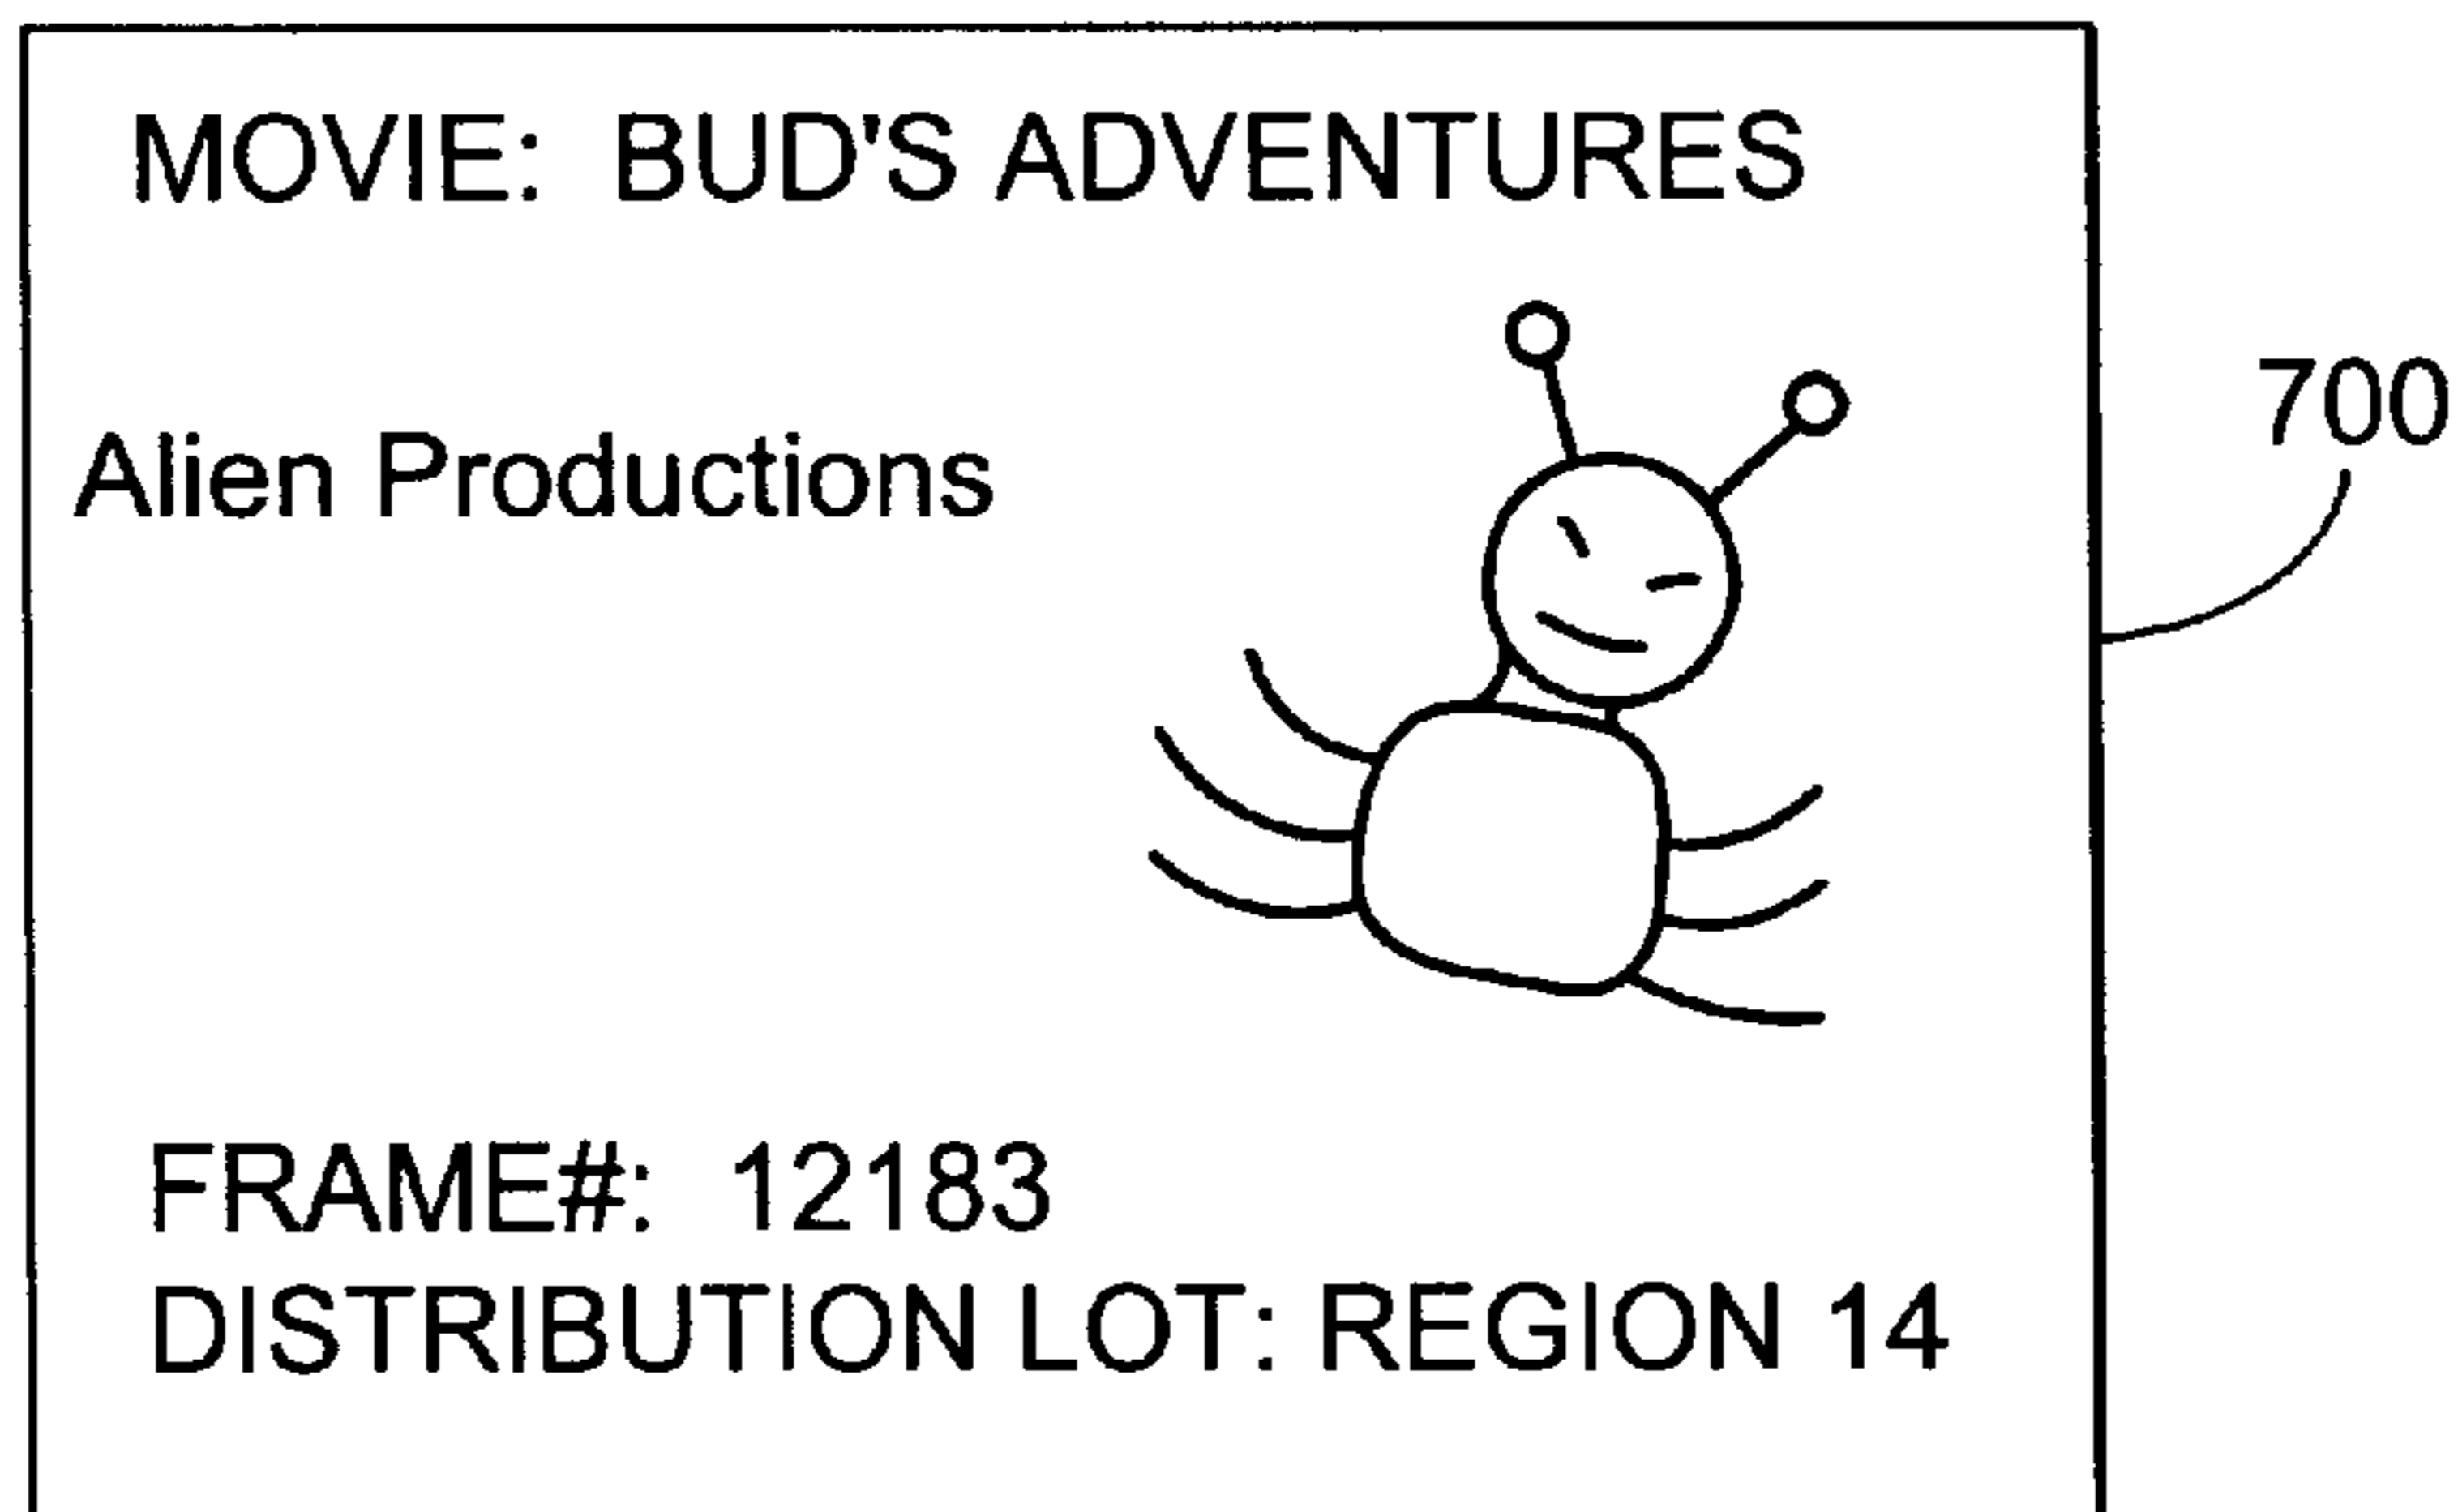 MOVIE: BUD'S ADVENTURES
Alien Productions
700
FRAME#: 12183
DISTRIBUTION LOT: REGION 14